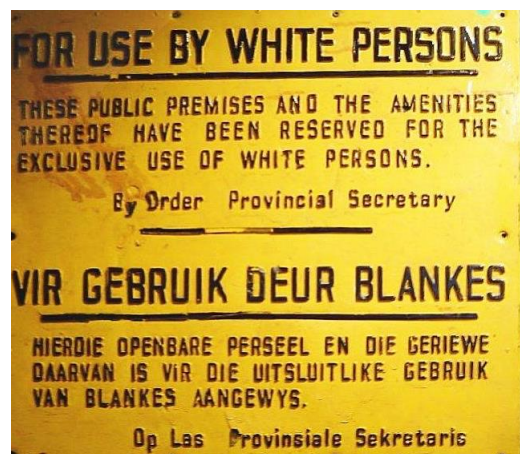 FOR USE BY WHITE PERSONS
THESE PUBLIC PREMISES AND THE AMENITIES
THEREOF HAVE BEEN RESERVED FOR THE
EXCLUSIVE USE OF WHITE PERSONS.
By Order Provincial Secretary
VIR GEBRUIK DEUR BLANKES
HIERDIE OPENBARE PERSEEL EN DIE GERIEWE
DAARVAN IS VIR DIE UITSLUITLIKE GEBRUIK
VAN BLANKES AANGEWYS.
Op Las Provinsiale Sekretaris